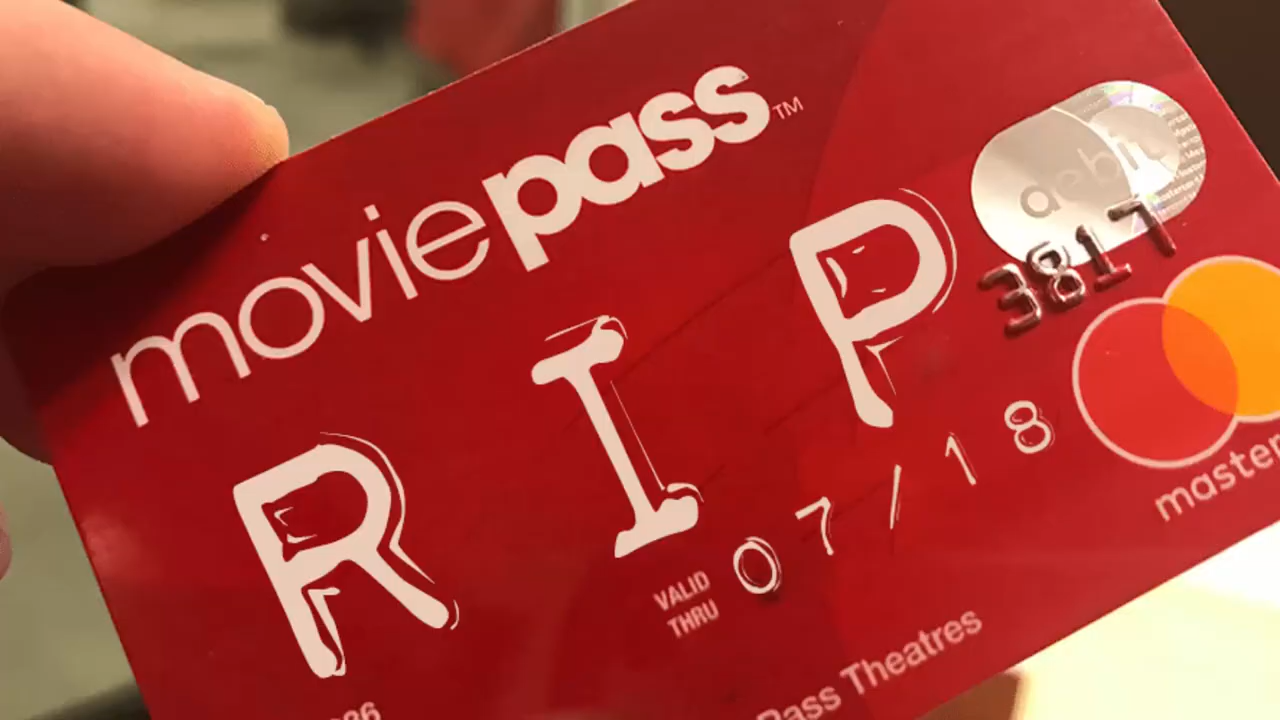 moviepass™
debit
R I P
3817
07/18
VALID
THRU
master
Pass Theatres